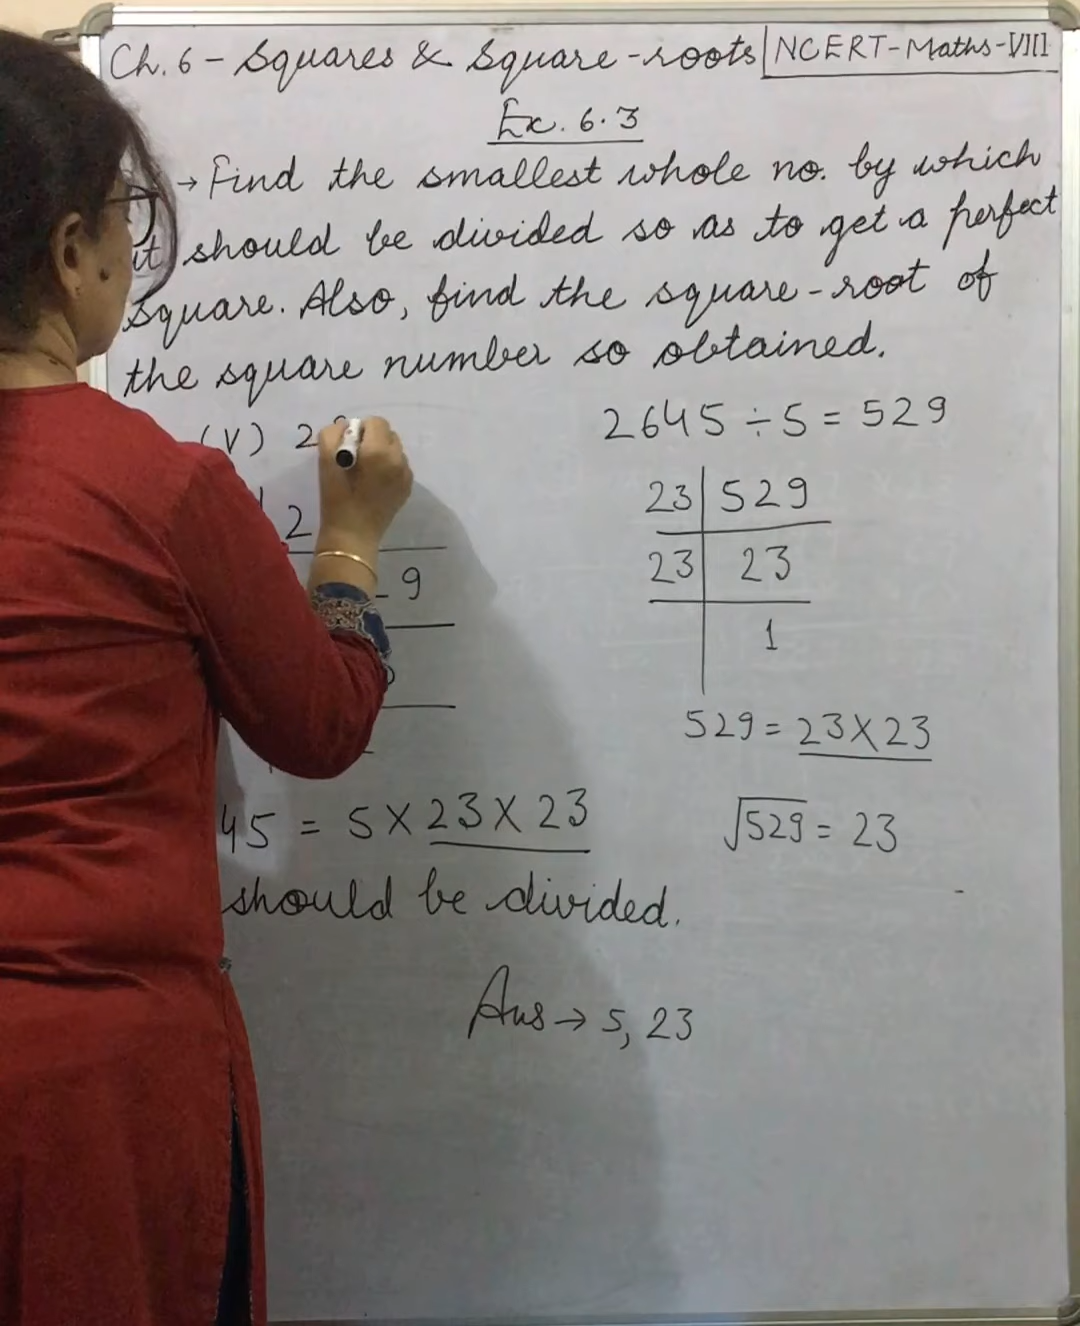 Ch. 6 - Squares & Square-roots | NCERT-Maths-VIII
Ex. 6.3
→ Find the smallest whole no. by which
it should be divided so as to get a perfect
square. Also, find the square-root of
the square number so obtained.
(V) 2
2
9
45 = 5 X 23 X 23
should be divided.
2645 ÷ 5 = 529
23 | 529
23 | 23
1
529 = 23 X 23
√529 = 23
Ans → 5, 23